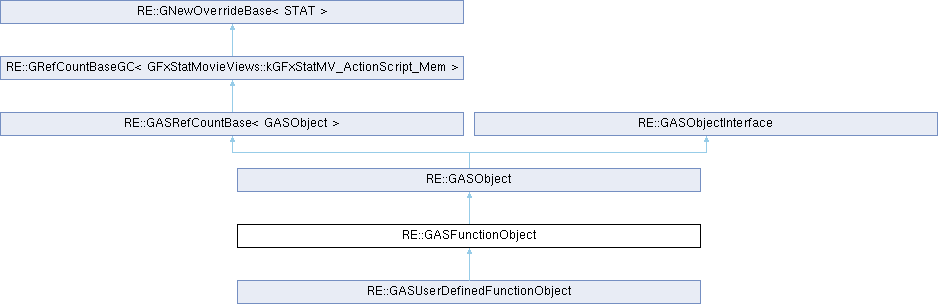 RE::GNewOverrideBase< STAT >
RE::GRefCountBaseGC< GFxStatMovieViews::kGFxStatMV_ActionScript_Mem >
RE::GASRefCountBase< GASObject >
RE::GASObjectInterface
RE::GASObject
RE::GASFunctionObject
RE::GASUserDefinedFunctionObject